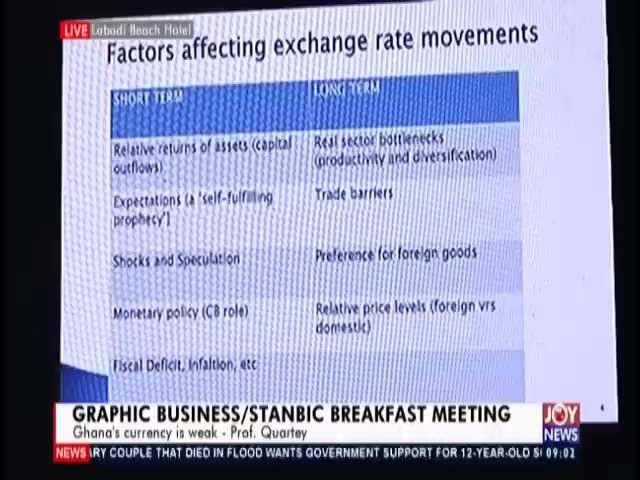 LIVE Labadi Beach Hotel
Factors affecting exchange rate movements
SHORT TERM
LONG TERM
Relative returns of assets (capital
outflows)
Real sector bottlenecks
(productivity and diversification)
Expectations (a 'self-fulfilling
prophecy')
Trade barriers
Shocks and Speculation
Preference for foreign goods
Monetary policy (CB role)
Relative price levels (foreign vrs
domestic)
Fiscal Deficit, Infaltion, etc
4
GRAPHIC BUSINESS/STANBIC BREAKFAST MEETING
Ghana's currency is weak - Prof. Quartey
JOY
NEWS
NEWS RY COUPLE THAT DIED IN FLOOD WANTS GOVERNMENT SUPPORT FOR 12-YEAR-OLD 09:02